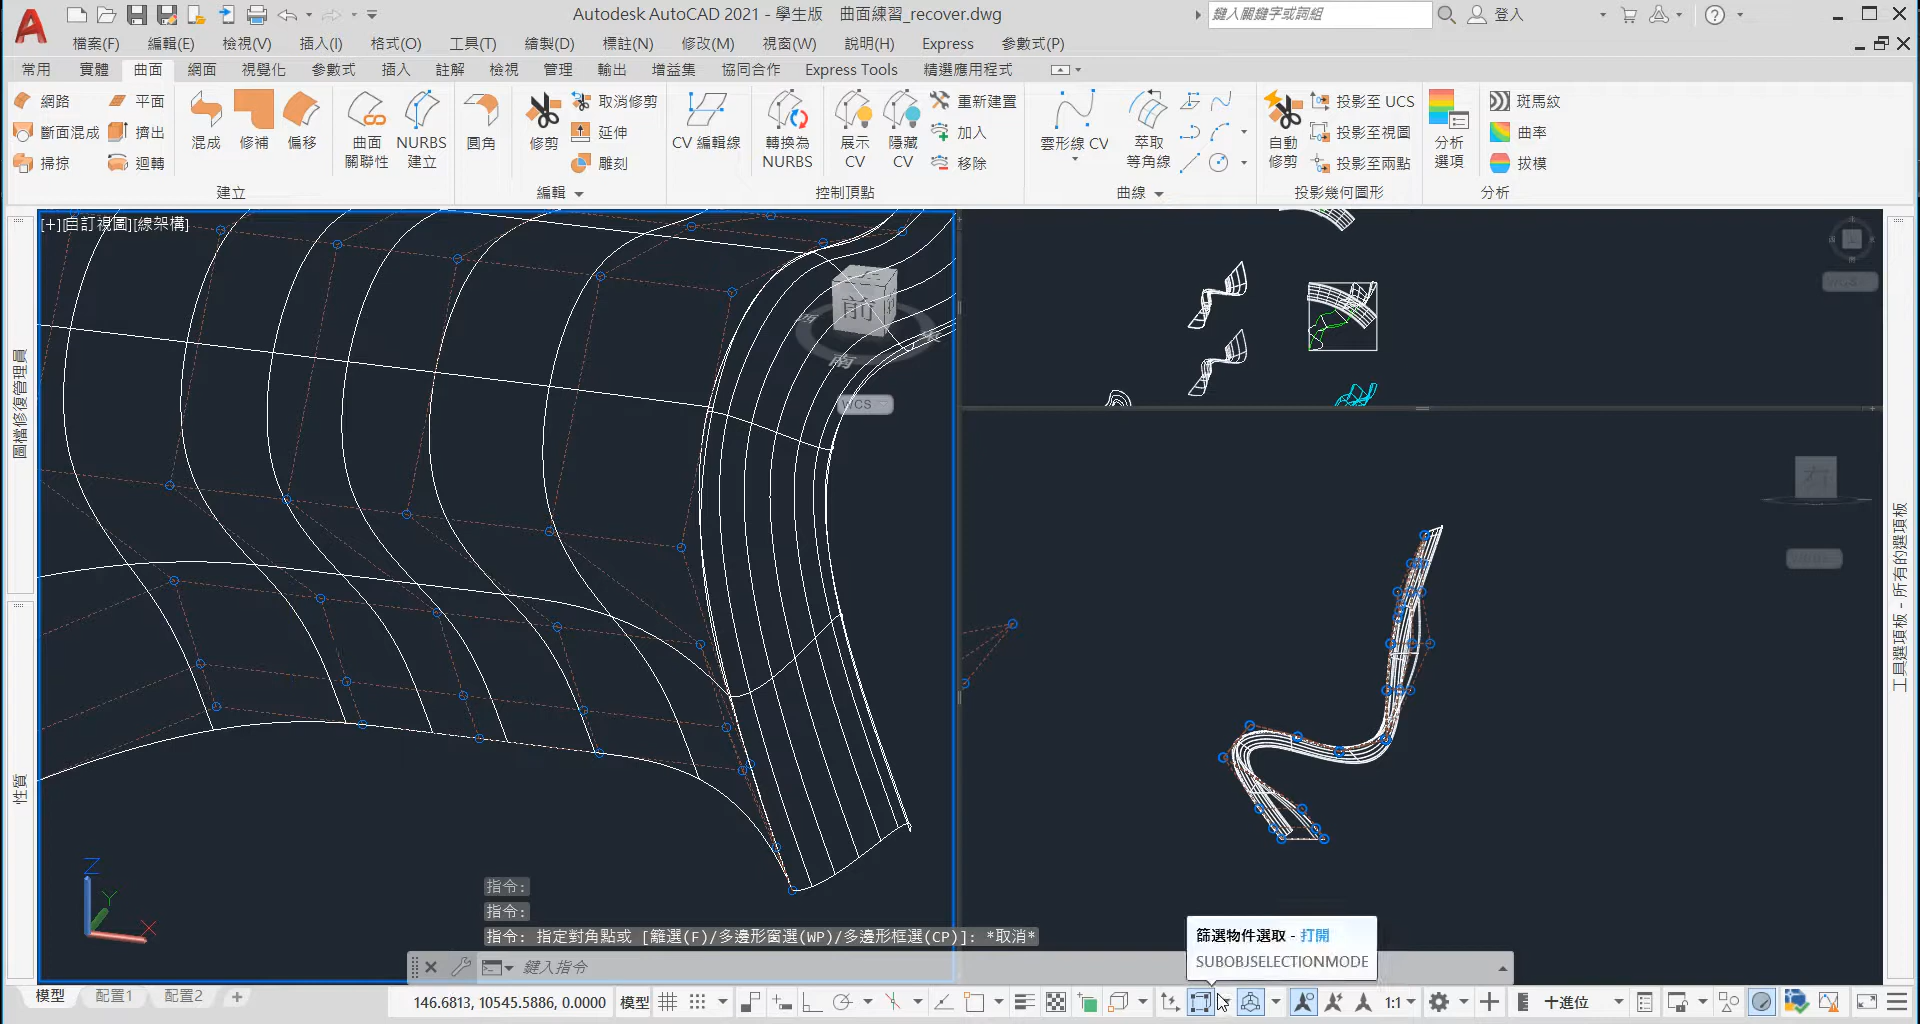 Autodesk AutoCAD 2021 - 學生版 曲面練習_recover.dwg
鍵入關鍵字或詞組
登入
檔案(F) 編輯(E) 檢視(V) 插入(I) 格式(O) 工具(T) 繪製(D) 標註(N) 修改(M) 視窗(W) 說明(H) Express 參數式(P)
常用 實體 曲面 網面 視覺化 參數式 插入 註解 檢視 管理 輸出 增益集 協同合作 Express Tools 精選應用程式
網路 平面
斷面混成 擠出
掃掠 迴轉
混成 修補 偏移
曲面
關聯性
NURBS
建立
圓角
修剪
取消修剪
延伸
雕刻
CV 編輯線
轉換為
NURBS
展示
CV
隱藏
CV
重新建置
加入
移除
雲形線 CV
萃取
等角線
自動
修剪
投影至 UCS
投影至視圖
投影至兩點
分析
選項
斑馬紋
曲率
拔模
建立 編輯 控制頂點 曲線 投影幾何圖形 分析
[+][自訂視圖][線架構]
前
南
WCS
圖檔修復管理員
性質
工具選項板 - 所有的選項板
Z
Y
X
指令:
指令:
指令: 指定對角點或 [籬選(F)/多邊形窗選(WP)/多邊形框選(CP)]: *取消*
鍵入指令
篩選物件選取 - 打開
SUBOBJSELECTIONMODE
模型 配置1 配置2 +
146.6813, 10545.5886, 0.0000 模型 1:1 十進位